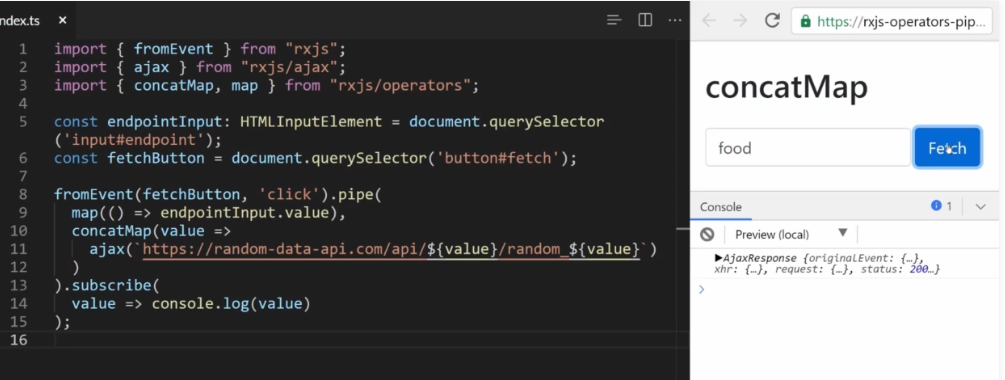 ndex.ts
1 import { fromEvent } from "rxjs";
2 import { ajax } from "rxjs/ajax";
3 import { concatMap, map } from "rxjs/operators";
4
5 const endpointInput: HTMLInputElement = document.querySelector
('input#endpoint');
6 const fetchButton = document.querySelector('button#fetch');
7
8 fromEvent(fetchButton, 'click').pipe(
9 map(() => endpointInput.value),
10 concatMap(value =>
11 ajax(`https://random-data-api.com/api/${value}/random_${value}`)
12 )
13 ).subscribe(
14 value => console.log(value)
15 );
16
https://rxjs-operators-pip...
concatMap
food
Fetch
Console
1
Preview (local)
▶AjaxResponse {originalEvent: {…},
xhr: {…}, request: {…}, status: 200…}
>